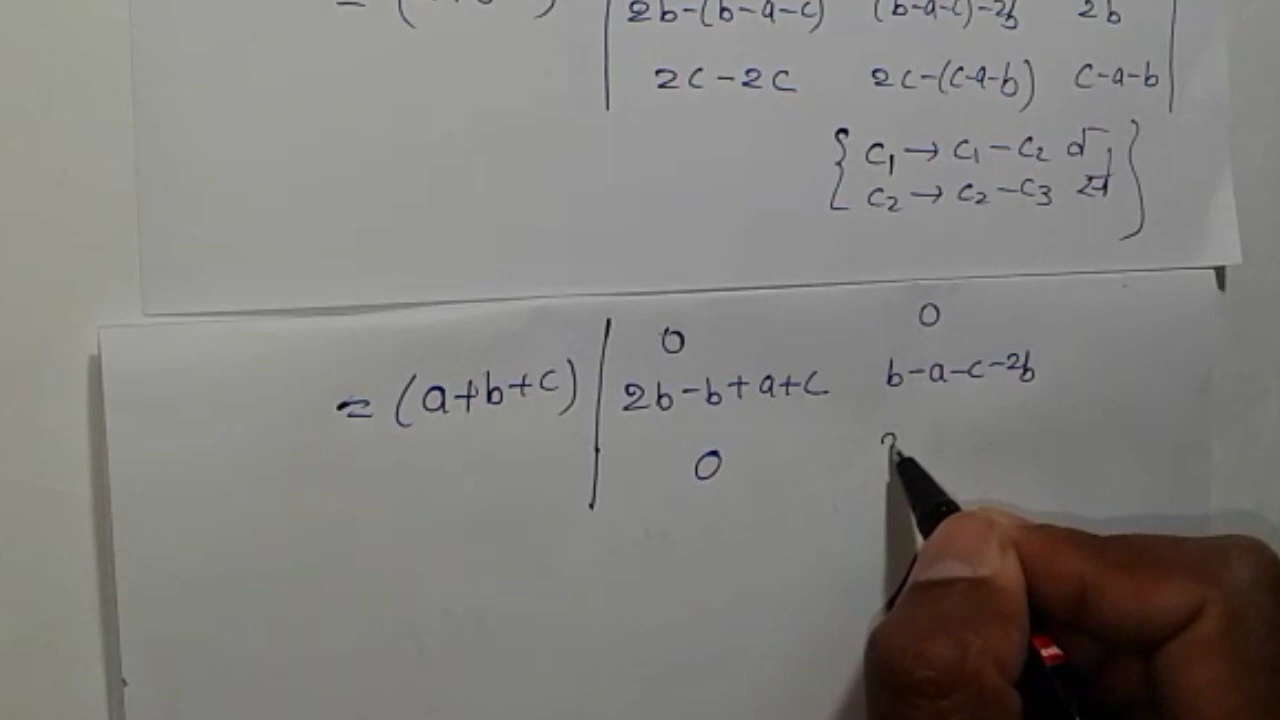 = (
2b-(b-a-c) (b-a-c)-2b 2b
2c-2c 2c-(c-a-b) c-a-b
{ c₁ → c₁-c₂ व
c₂ → c₂-c₃ से }
0 0
= (a+b+c) | 2b-b+a+c b-a-c-2b
0